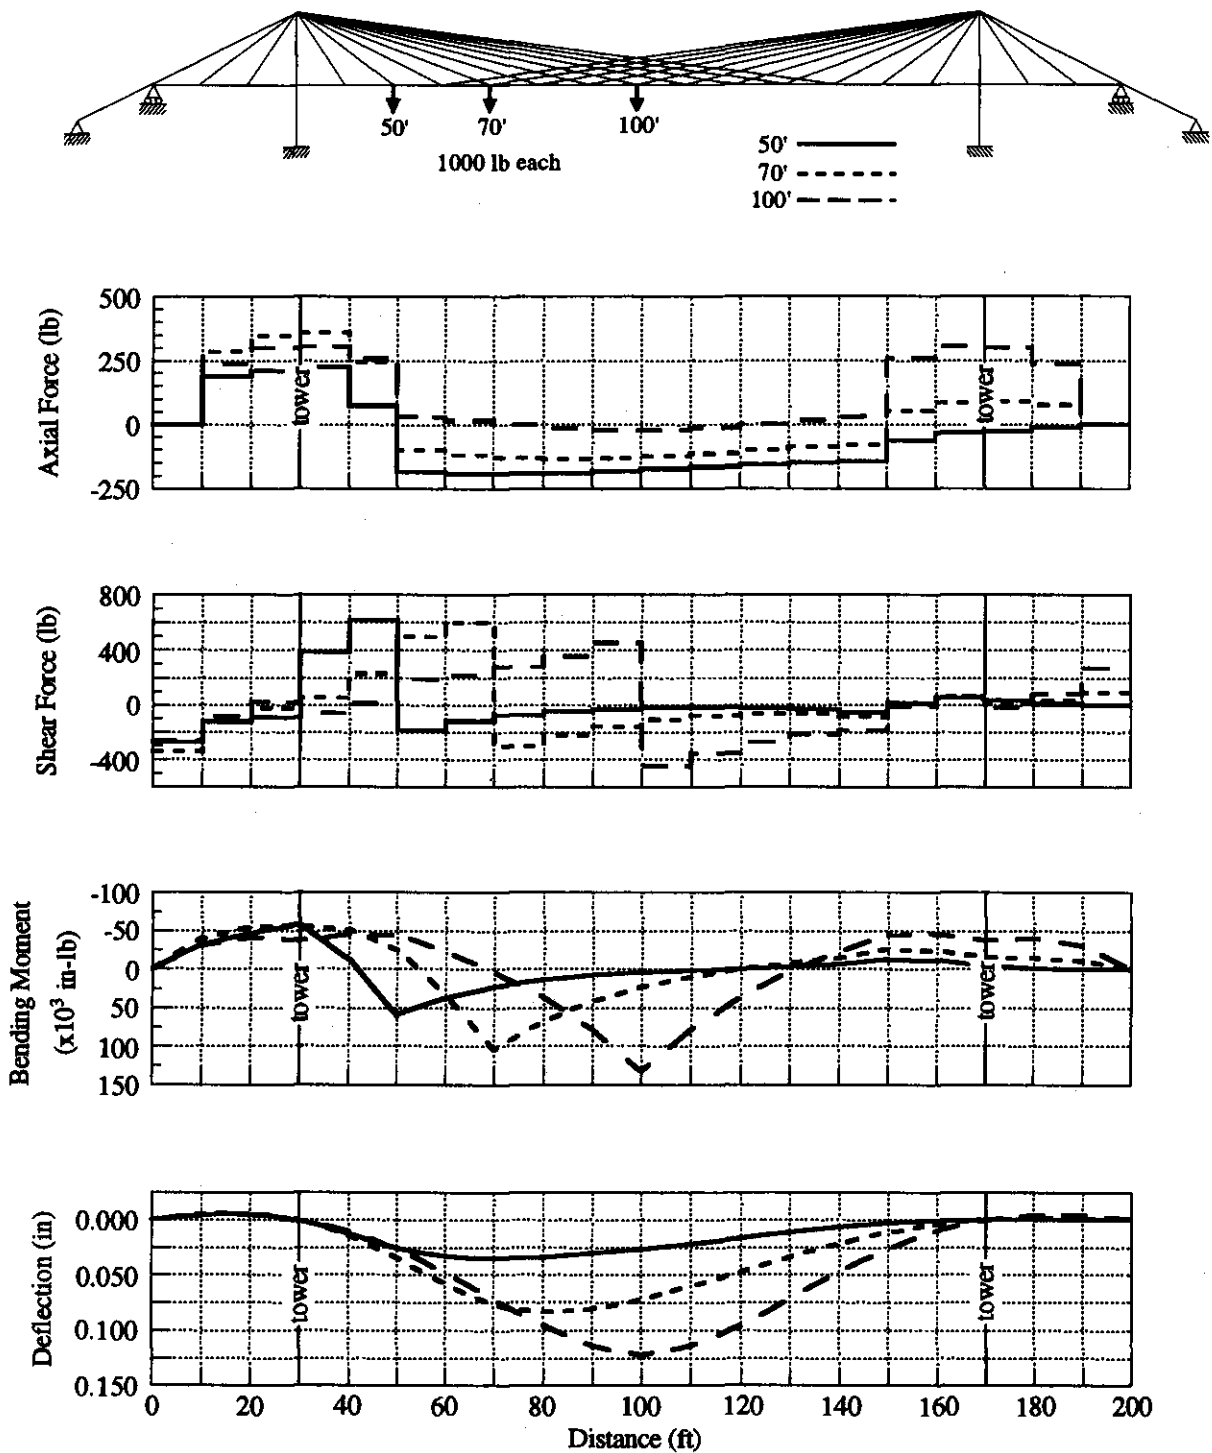 50' 70' 100'
1000 lb each
50'
70'
100'
Axial Force (lb)
500
250
0
-250
tower tower
Shear Force (lb)
800
400
0
-400
Bending Moment
(x10³ in-lb)
-100
-50
0
50
100
150
tower tower
Deflection (in)
0.000
0.050
0.100
0.150
tower tower
0 20 40 60 80 100 120 140 160 180 200
Distance (ft)